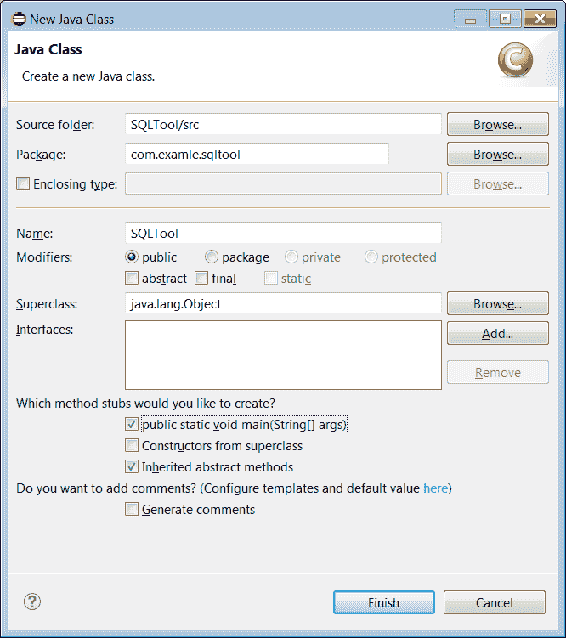 New Java Class
Java Class
Create a new Java class.
C
Source folder: SQLTool/src Browse...
Package: com.examle.sqltool Browse...
Enclosing type: Browse...
Name: SQLTool
Modifiers: public package private protected
abstract final static
Superclass: java.lang.Object Browse...
Interfaces: Add...
Remove
Which method stubs would you like to create?
public static void main(String[] args)
Constructors from superclass
Inherited abstract methods
Do you want to add comments? (Configure templates and default value here)
Generate comments
? Finish Cancel